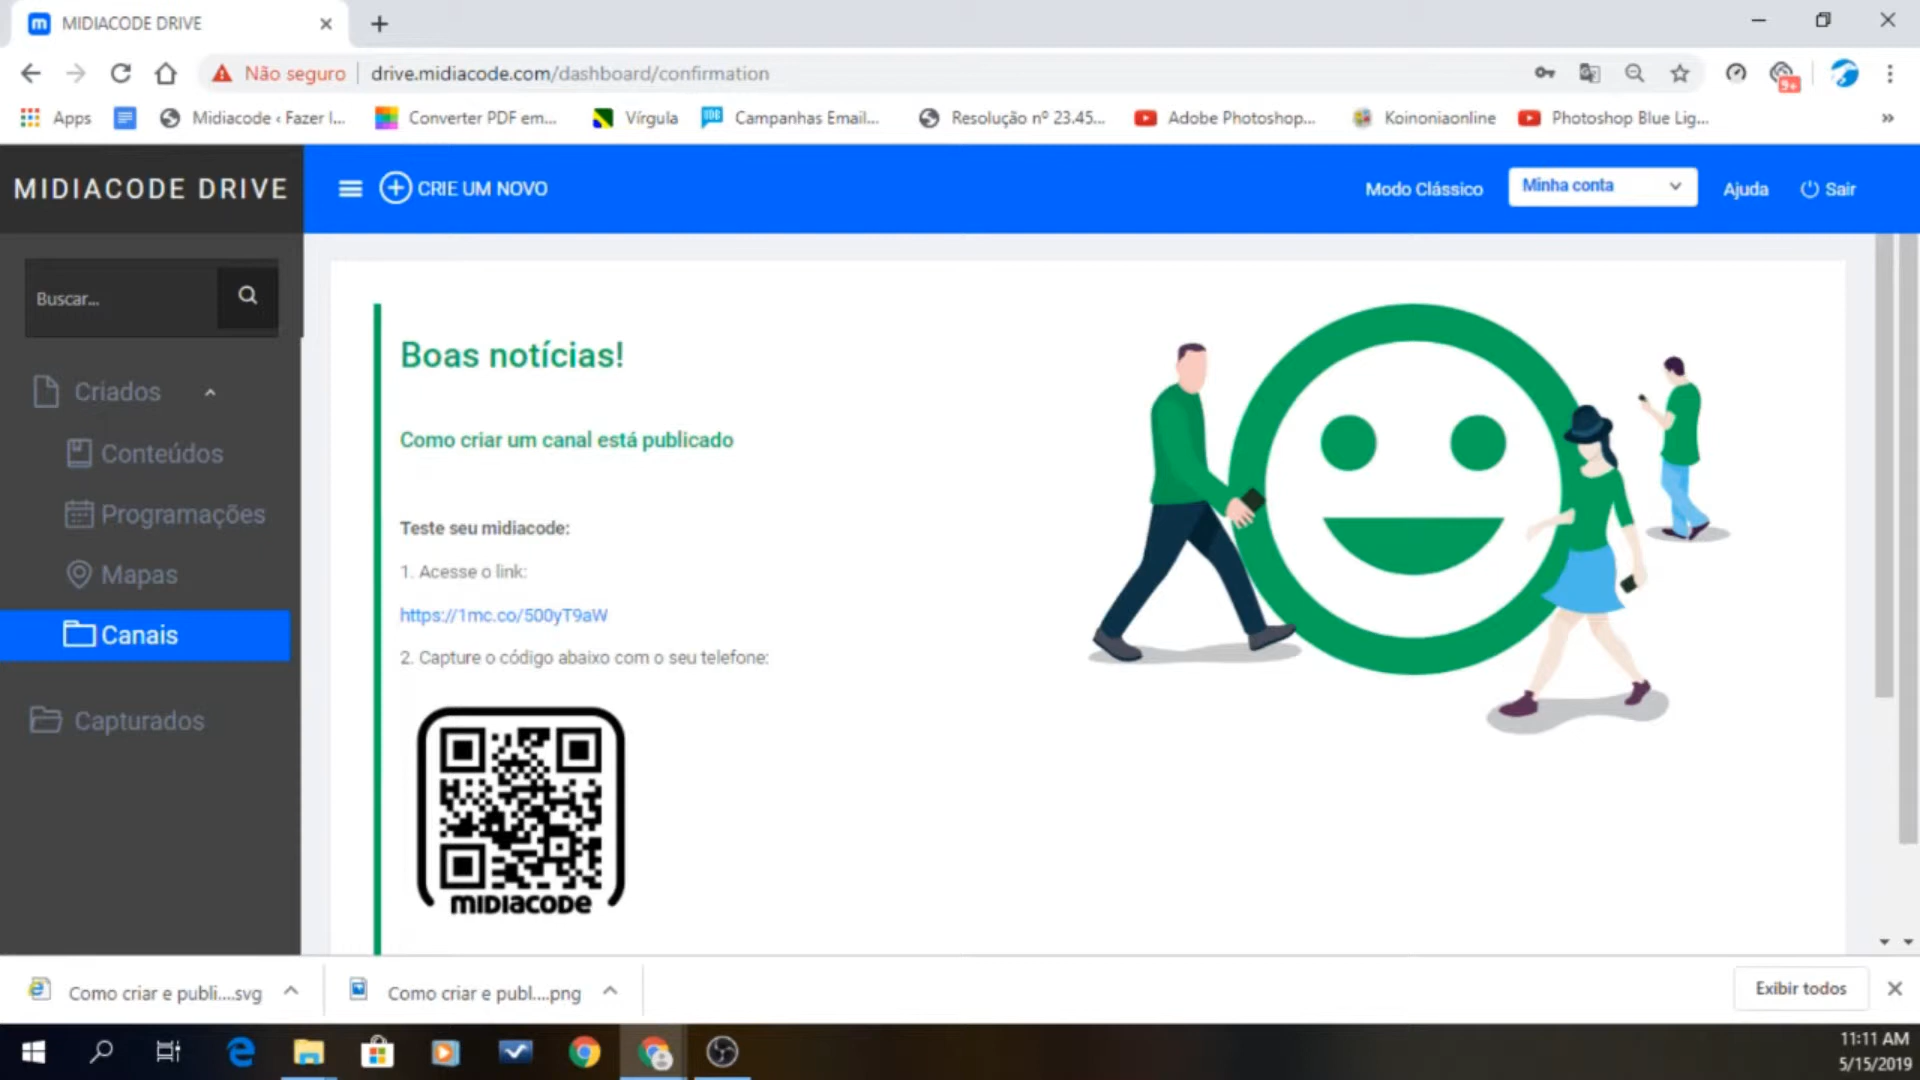 MIDIACODE DRIVE
Não seguro
drive.midiacode.com/dashboard/confirmation
9+
Apps
Midiacode ‹ Fazer l...
Converter PDF em...
Vírgula
Campanhas Email...
Resolução nº 23.45...
Adobe Photoshop...
Koinoniaonline
Photoshop Blue Lig...
»
MIDIACODE DRIVE
CRIE UM NOVO
Modo Clássico
Minha conta
Ajuda
Sair
Buscar...
Criados
Conteúdos
Programações
Mapas
Canais
Capturados
Boas notícias!
Como criar um canal está publicado
Teste seu midiacode:
1. Acesse o link:
https://1mc.co/500yT9aW
2. Capture o código abaixo com o seu telefone:
midiacode
Como criar e publi....svg
Como criar e publ....png
Exibir todos
11:11 AM
5/15/2019